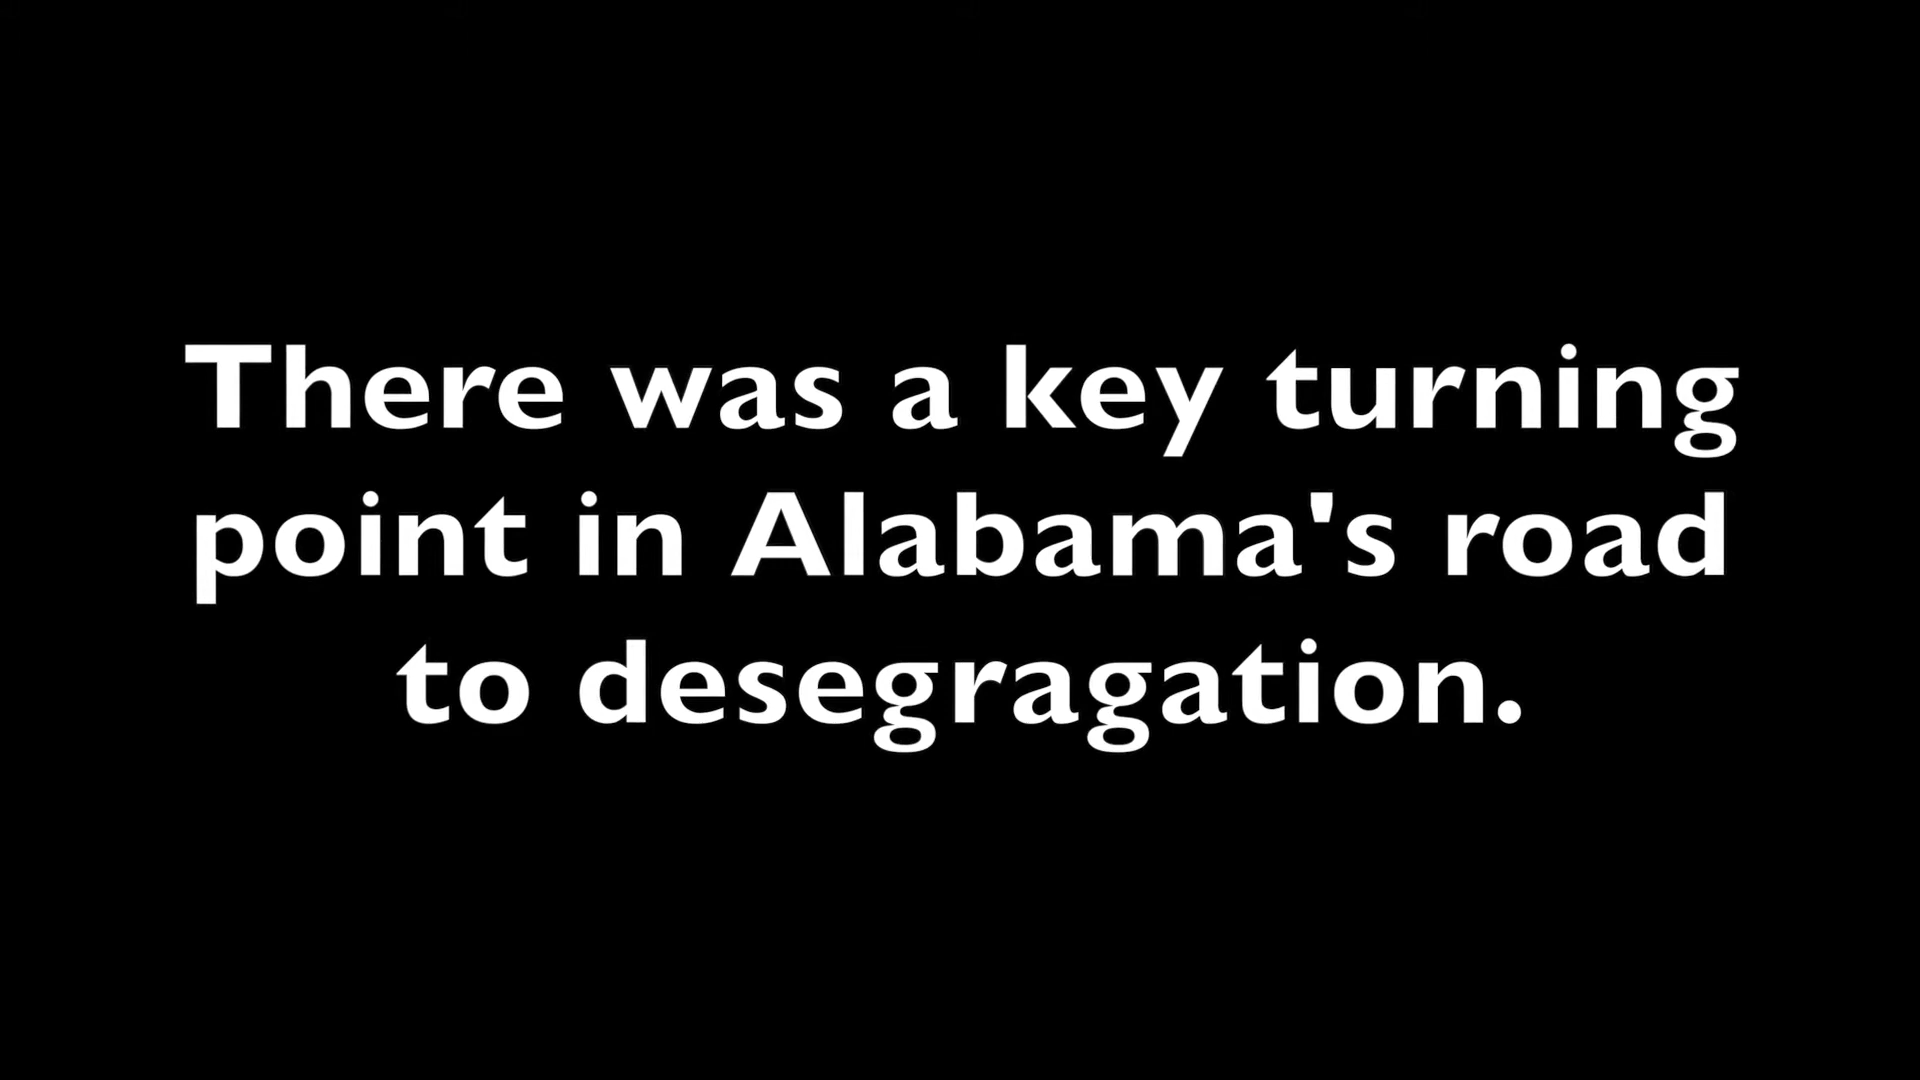 There was a key turning
point in Alabama's road
to desegragation.